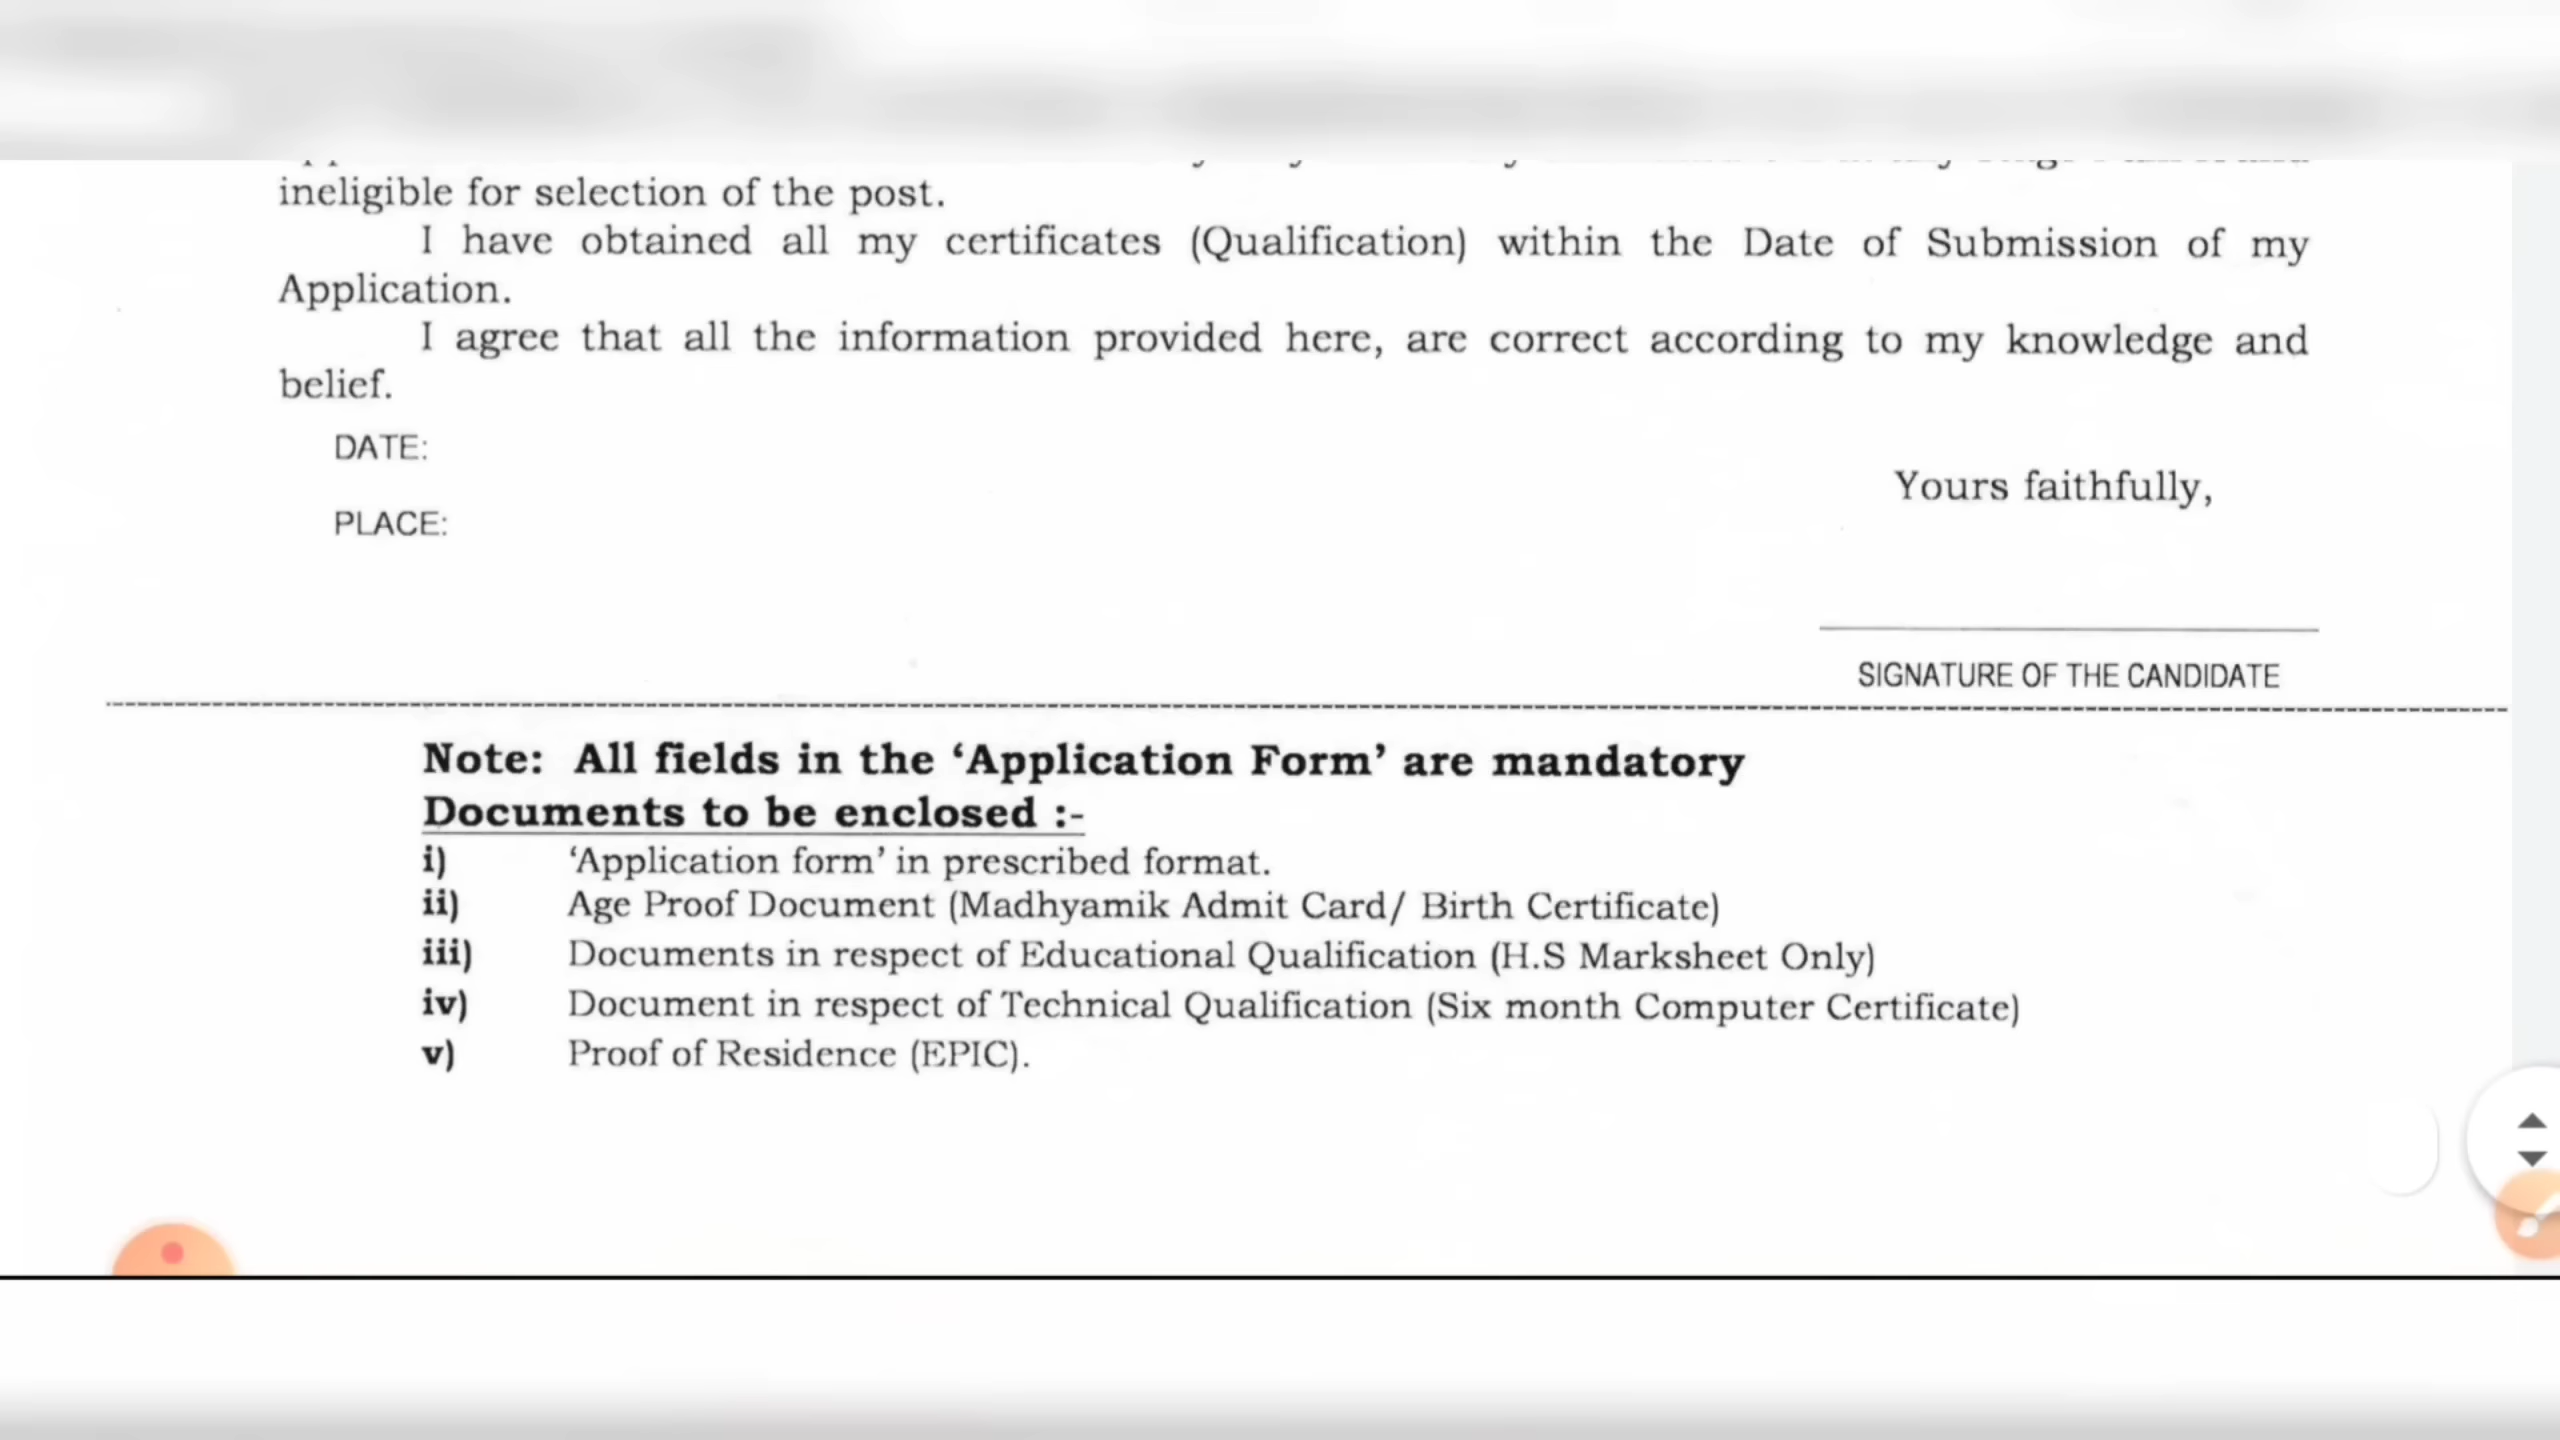 ineligible for selection of the post.
I have obtained all my certificates (Qualification) within the Date of Submission of my
Application.
I agree that all the information provided here, are correct according to my knowledge and
belief.
DATE:
Yours faithfully,
PLACE:
SIGNATURE OF THE CANDIDATE
Note: All fields in the ‘Application Form’ are mandatory
Documents to be enclosed :-
i) ‘Application form’ in prescribed format.
ii) Age Proof Document (Madhyamik Admit Card/ Birth Certificate)
iii) Documents in respect of Educational Qualification (H.S Marksheet Only)
iv) Document in respect of Technical Qualification (Six month Computer Certificate)
v) Proof of Residence (EPIC).